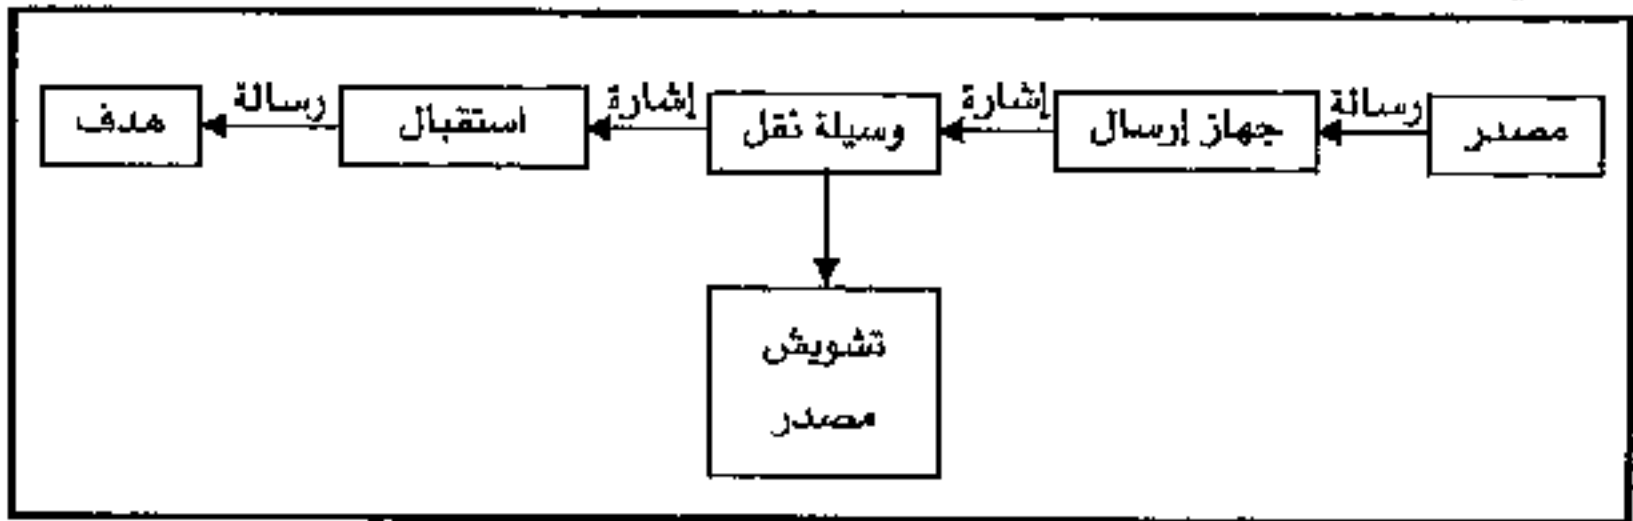 مصدر
رسالة
جهاز إرسال
إشارة
وسيلة نقل
إشارة
استقبال
رسالة
هدف
تشويش
مصدر